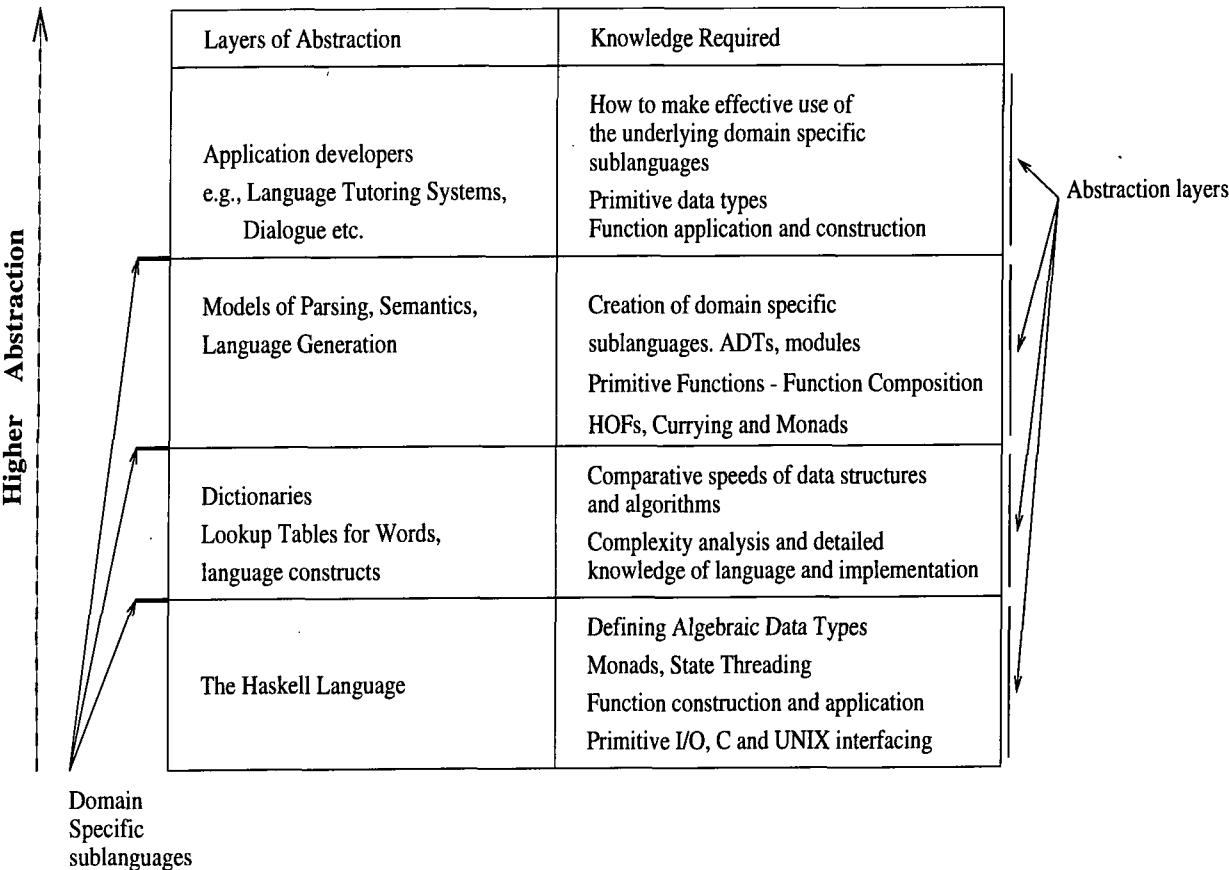 Layers of Abstraction
Knowledge Required
Application developers
e.g., Language Tutoring Systems,
Dialogue etc.
How to make effective use of
the underlying domain specific
sublanguages
Primitive data types
Function application and construction
Models of Parsing, Semantics,
Language Generation
Creation of domain specific
sublanguages. ADTs, modules
Primitive Functions - Function Composition
HOFs, Currying and Monads
Dictionaries
Lookup Tables for Words,
language constructs
Comparative speeds of data structures
and algorithms
Complexity analysis and detailed
knowledge of language and implementation
The Haskell Language
Defining Algebraic Data Types
Monads, State Threading
Function construction and application
Primitive I/O, C and UNIX interfacing
Higher Abstraction
Abstraction layers
Domain
Specific
sublanguages